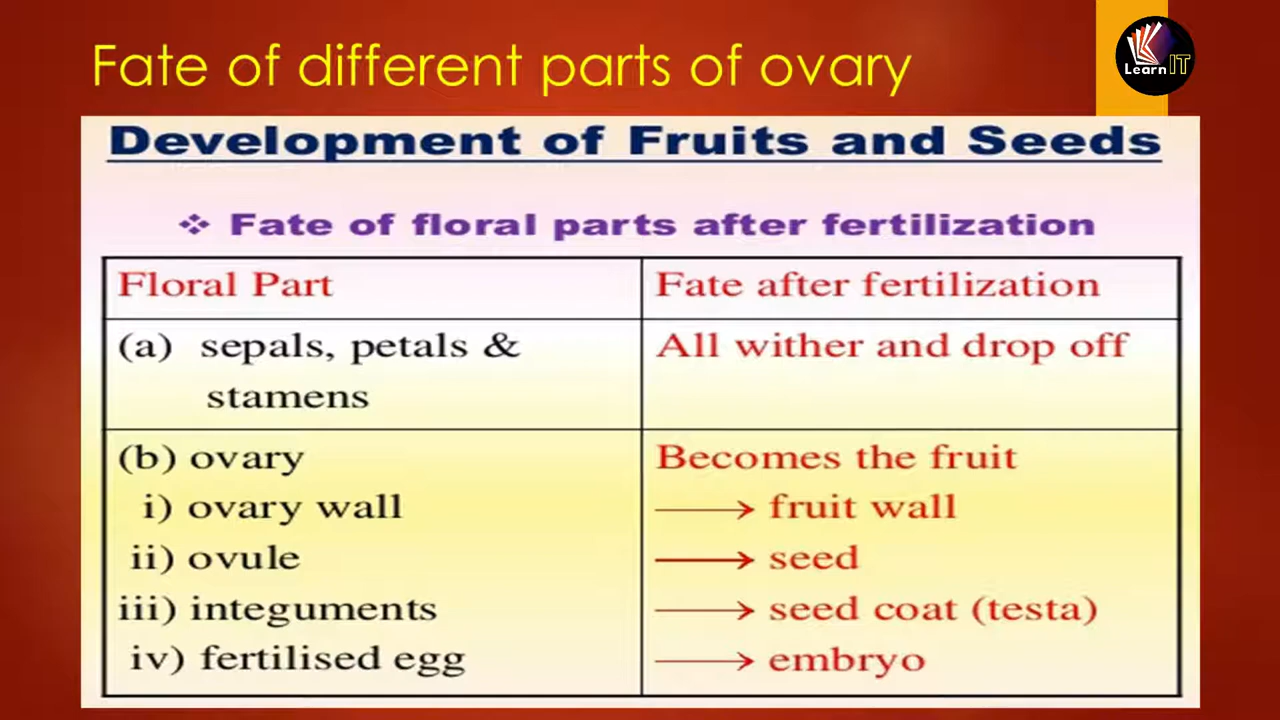 Fate of different parts of ovary
Learn IT
Development of Fruits and Seeds
❖ Fate of floral parts after fertilization
Floral Part
Fate after fertilization
(a) sepals, petals &
stamens
All wither and drop off
(b) ovary
Becomes the fruit
i) ovary wall
→ fruit wall
ii) ovule
→ seed
iii) integuments
→ seed coat (testa)
iv) fertilised egg
→ embryo